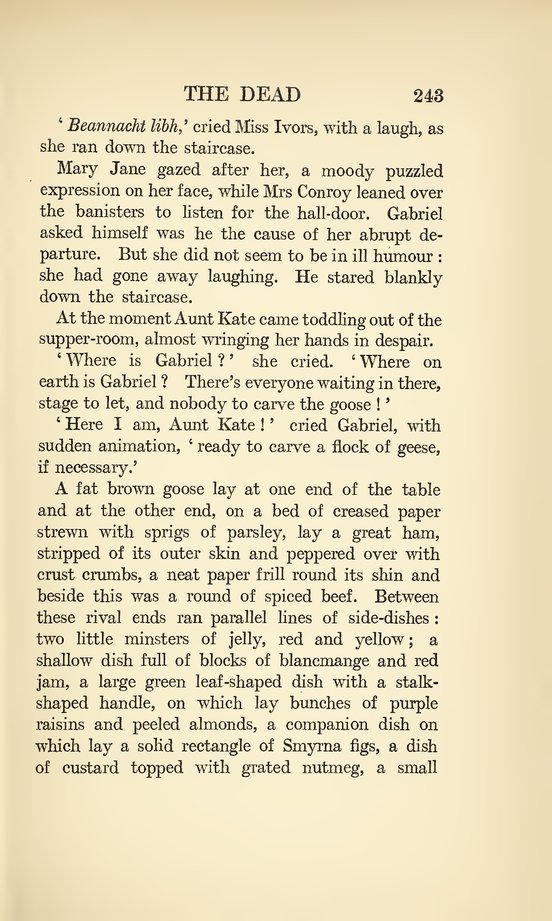 THE DEAD 243
‘ Beannacht libh,’ cried Miss Ivors, with a laugh, as
she ran down the staircase.
Mary Jane gazed after her, a moody puzzled
expression on her face, while Mrs Conroy leaned over
the banisters to listen for the hall-door. Gabriel
asked himself was he the cause of her abrupt de-
parture. But she did not seem to be in ill humour :
she had gone away laughing. He stared blankly
down the staircase.
At the moment Aunt Kate came toddling out of the
supper-room, almost wringing her hands in despair.
‘ Where is Gabriel ? ’ she cried. ‘ Where on
earth is Gabriel ? There’s everyone waiting in there,
stage to let, and nobody to carve the goose ! ’
‘ Here I am, Aunt Kate ! ’ cried Gabriel, with
sudden animation, ‘ ready to carve a flock of geese,
if necessary.’
A fat brown goose lay at one end of the table
and at the other end, on a bed of creased paper
strewn with sprigs of parsley, lay a great ham,
stripped of its outer skin and peppered over with
crust crumbs, a neat paper frill round its shin and
beside this was a round of spiced beef. Between
these rival ends ran parallel lines of side-dishes :
two little minsters of jelly, red and yellow ; a
shallow dish full of blocks of blancmange and red
jam, a large green leaf-shaped dish with a stalk-
shaped handle, on which lay bunches of purple
raisins and peeled almonds, a companion dish on
which lay a solid rectangle of Smyrna figs, a dish
of custard topped with grated nutmeg, a small